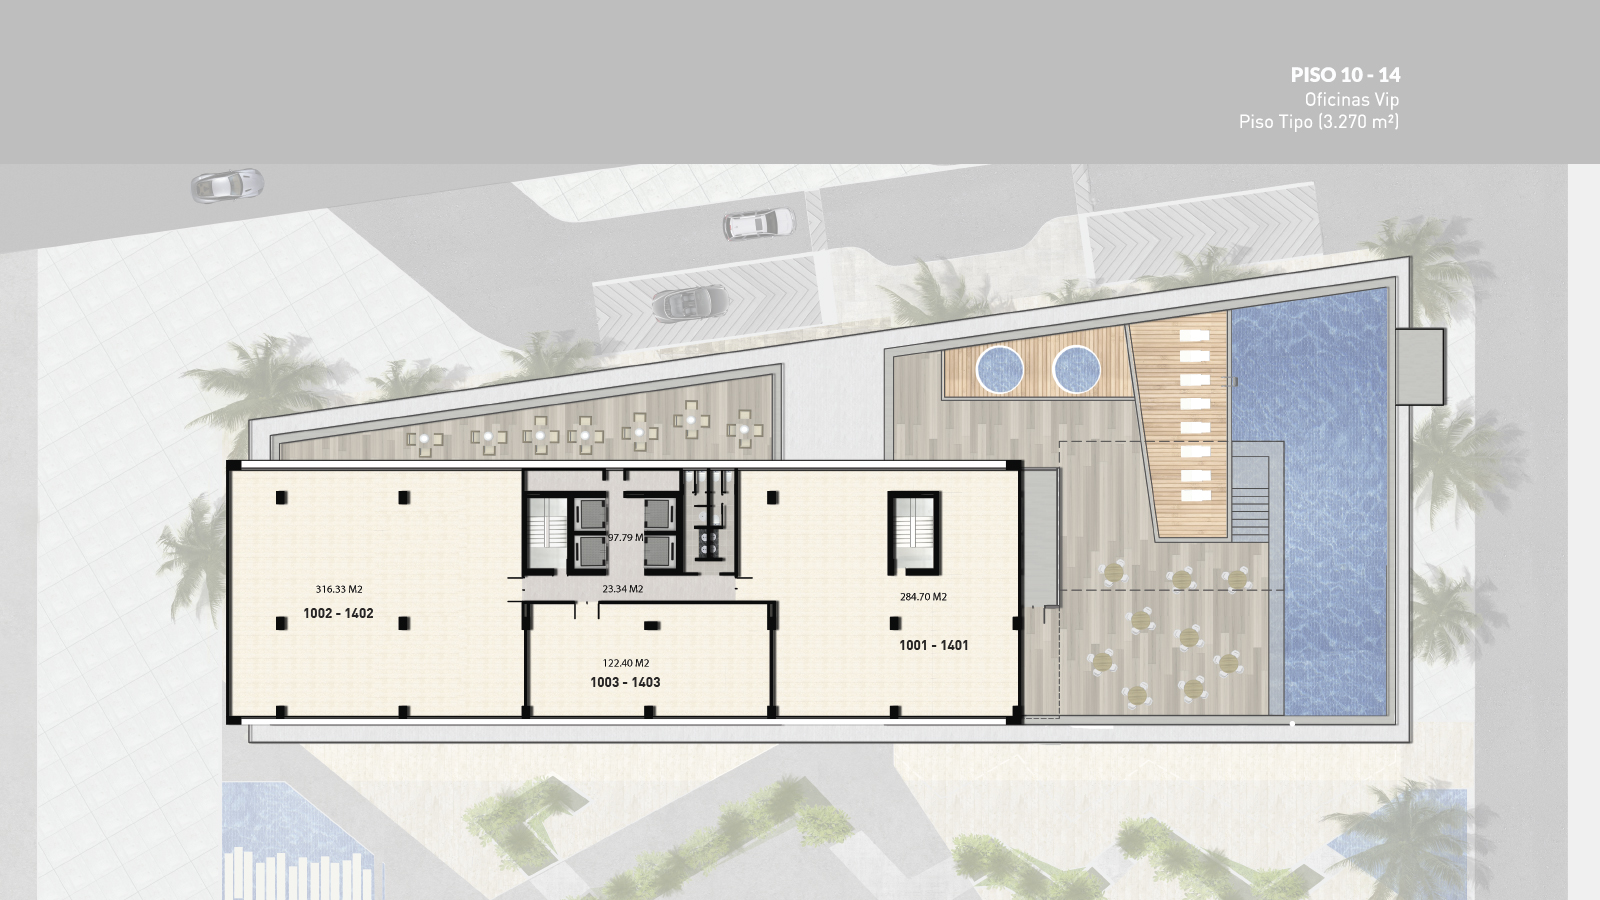 PISO 10 - 14
Oficinas Vip
Piso Tipo (3.270 m²)
97.79 M
316.33 M2
1002 - 1402
23.34 M2
284.70 M2
1001 - 1401
122.40 M2
1003 - 1403